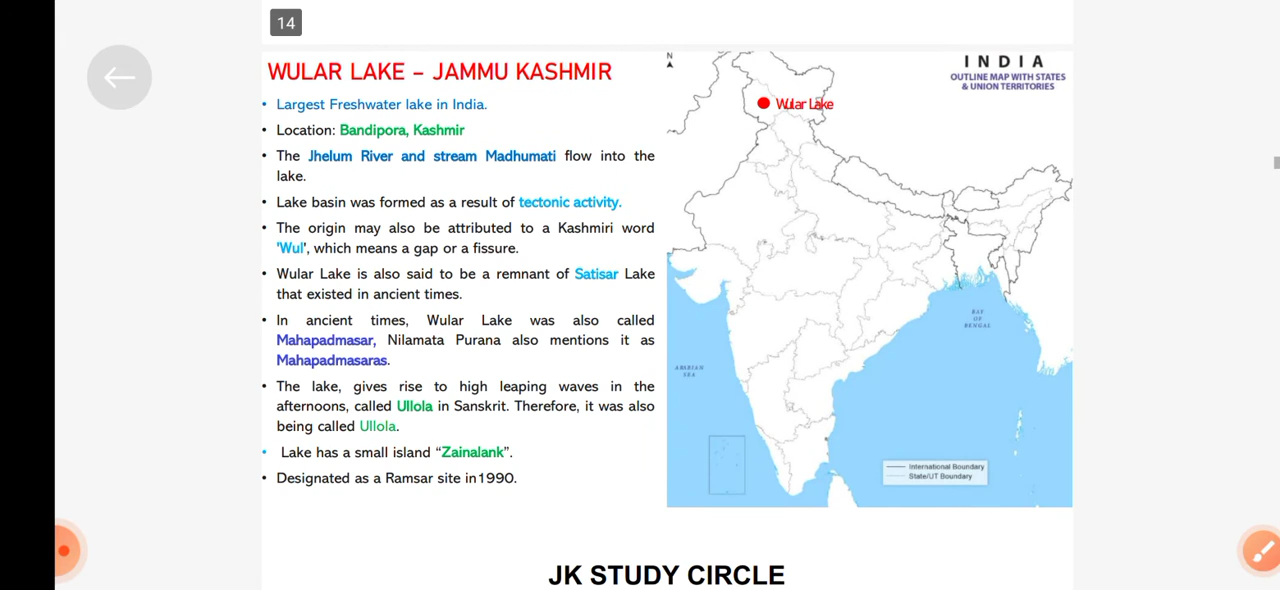 14
WULAR LAKE – JAMMU KASHMIR
• Largest Freshwater lake in India.
• Location: Bandipora, Kashmir
• The Jhelum River and stream Madhumati flow into the
lake.
• Lake basin was formed as a result of tectonic activity.
• The origin may also be attributed to a Kashmiri word
'Wul', which means a gap or a fissure.
• Wular Lake is also said to be a remnant of Satisar Lake
that existed in ancient times.
• In ancient times, Wular Lake was also called
Mahapadmasar, Nilamata Purana also mentions it as
Mahapadmasaras.
• The lake, gives rise to high leaping waves in the
afternoons, called Ullola in Sanskrit. Therefore, it was also
being called Ullola.
• Lake has a small island “Zainalank”.
• Designated as a Ramsar site in1990.
N
INDIA
OUTLINE MAP WITH STATES
& UNION TERRITORIES
Wular Lake
BAY
OF
BENGAL
ARABIAN
SEA
International Boundary
State/UT Boundary
JK STUDY CIRCLE